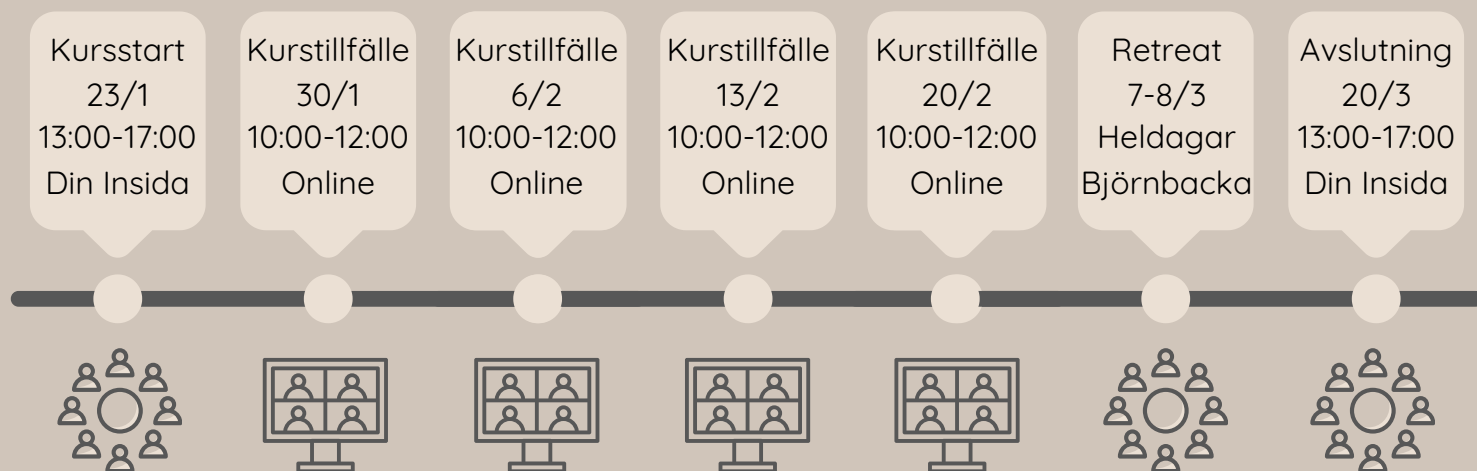 Kursstart
23/1
13:00-17:00
Din Insida
Kurstillfälle
30/1
10:00-12:00
Online
Kurstillfälle
6/2
10:00-12:00
Online
Kurstillfälle
13/2
10:00-12:00
Online
Kurstillfälle
20/2
10:00-12:00
Online
Retreat
7-8/3
Heldagar
Björnbacka
Avslutning
20/3
13:00-17:00
Din Insida